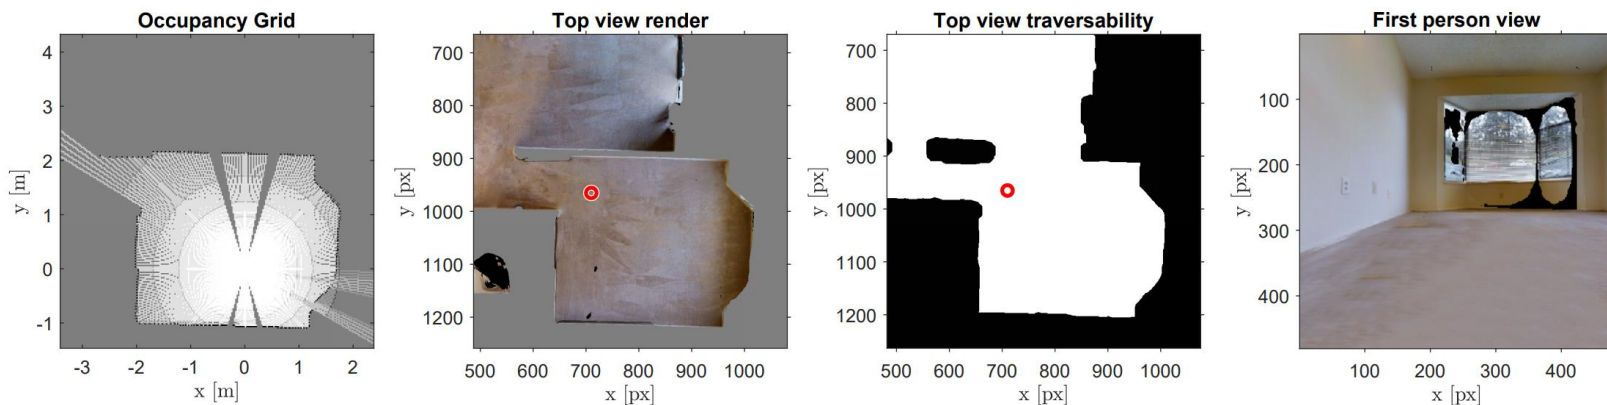 Occupancy Grid
4
3
2
1
0
-1
y [m]
-3 -2 -1 0 1 2
x [m]
Top view render
700
800
900
1000
1100
1200
y [px]
500 600 700 800 900 1000
x [px]
Top view traversability
700
800
900
1000
1100
1200
y [px]
500 600 700 800 900 1000
x [px]
First person view
100
200
300
400
y [px]
100 200 300 400
x [px]